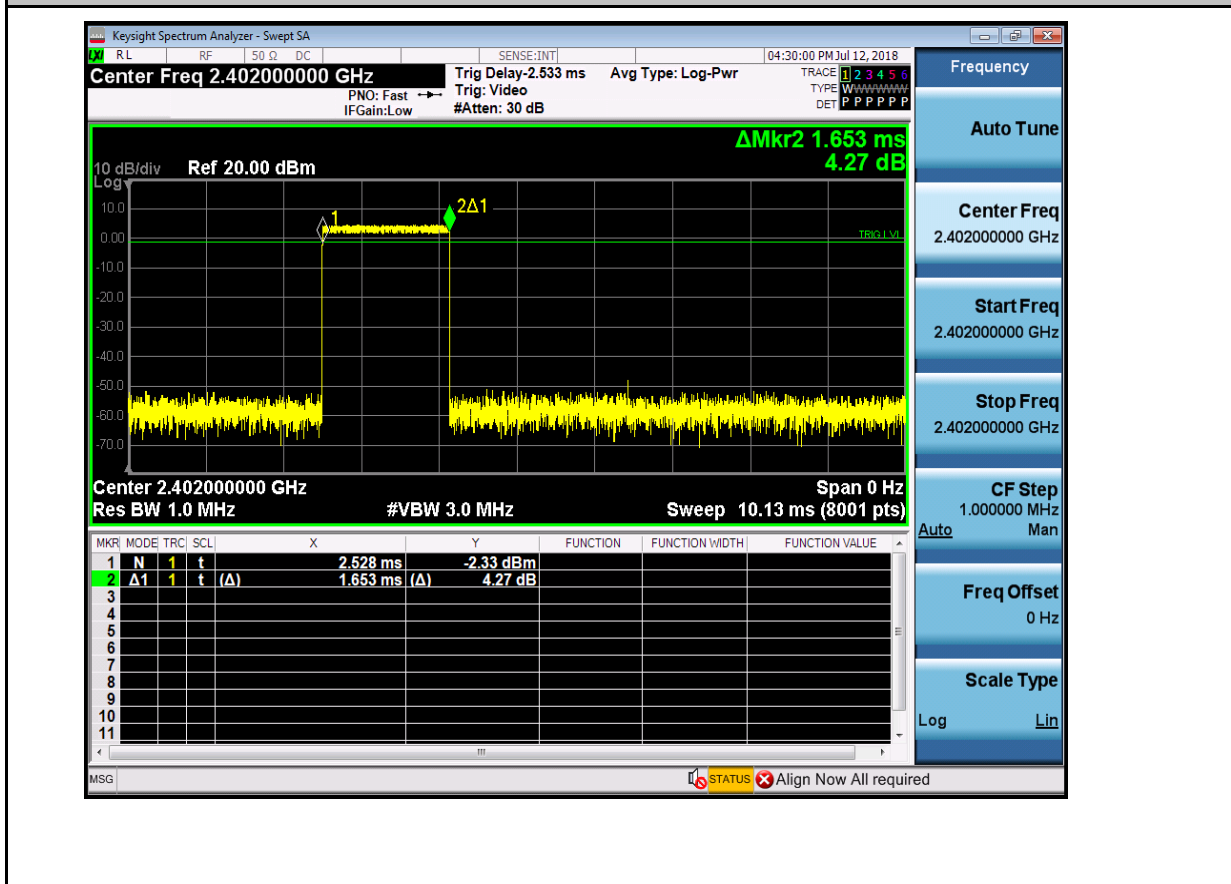 Keysight Spectrum Analyzer - Swept SA
LXI RL RF 50 Ω DC SENSE:INT 04:30:00 PM Jul 12, 2018
Center Freq 2.402000000 GHz
PNO: Fast
IFGain:Low
Trig Delay-2.533 ms
Trig: Video
#Atten: 30 dB
Avg Type: Log-Pwr
TRACE 1 2 3 4 5 6
TYPE WWWWWW
DET P P P P P P
ΔMkr2 1.653 ms
4.27 dB
10 dB/div Ref 20.00 dBm
Log
10.0
0.00
-10.0
-20.0
-30.0
-40.0
-50.0
-60.0
-70.0
1
2Δ1
TRIG LVL
Center 2.402000000 GHz Span 0 Hz
Res BW 1.0 MHz #VBW 3.0 MHz Sweep 10.13 ms (8001 pts)
MKR MODE TRC SCL X Y FUNCTION FUNCTION WIDTH FUNCTION VALUE
1 N 1 t 2.528 ms -2.33 dBm
2 Δ1 1 t (Δ) 1.653 ms (Δ) 4.27 dB
3
4
5
6
7
8
9
10
11
MSG STATUS Align Now All required
Frequency
Auto Tune
Center Freq
2.402000000 GHz
Start Freq
2.402000000 GHz
Stop Freq
2.402000000 GHz
CF Step
1.000000 MHz
Auto Man
Freq Offset
0 Hz
Scale Type
Log Lin